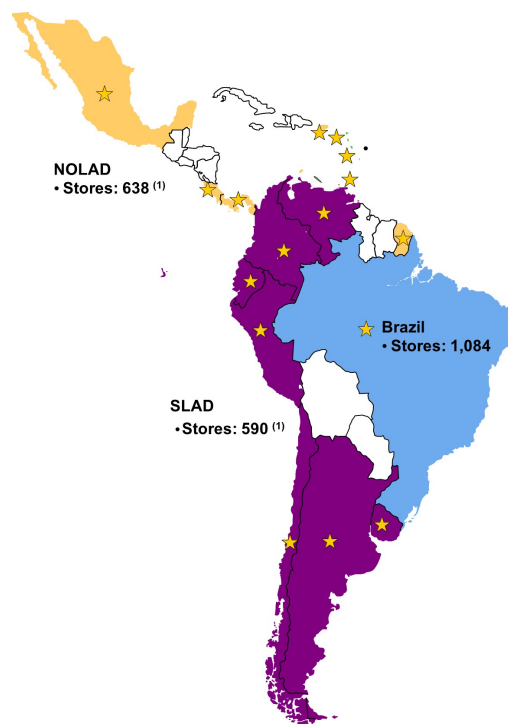 NOLAD
• Stores: 638 (1)
Brazil
• Stores: 1,084
SLAD
• Stores: 590 (1)